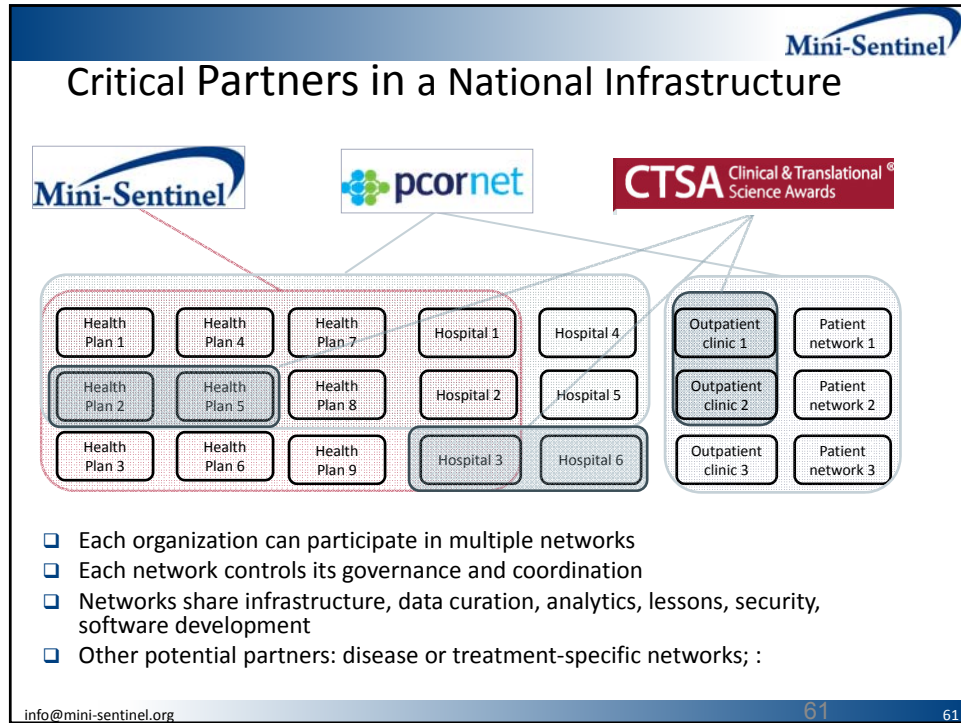 Mini-Sentinel
Critical Partners in a National Infrastructure
Mini-Sentinel
pcornet
CTSA Clinical & Translational ®
Science Awards
Health
Plan 1
Health
Plan 4
Health
Plan 7
Hospital 1
Hospital 4
Outpatient
clinic 1
Patient
network 1
Health
Plan 2
Health
Plan 5
Health
Plan 8
Hospital 2
Hospital 5
Outpatient
clinic 2
Patient
network 2
Health
Plan 3
Health
Plan 6
Health
Plan 9
Hospital 3
Hospital 6
Outpatient
clinic 3
Patient
network 3
❑ Each organization can participate in multiple networks
❑ Each network controls its governance and coordination
❑ Networks share infrastructure, data curation, analytics, lessons, security,
software development
❑ Other potential partners: disease or treatment-specific networks; :
info@mini-sentinel.org
61
61